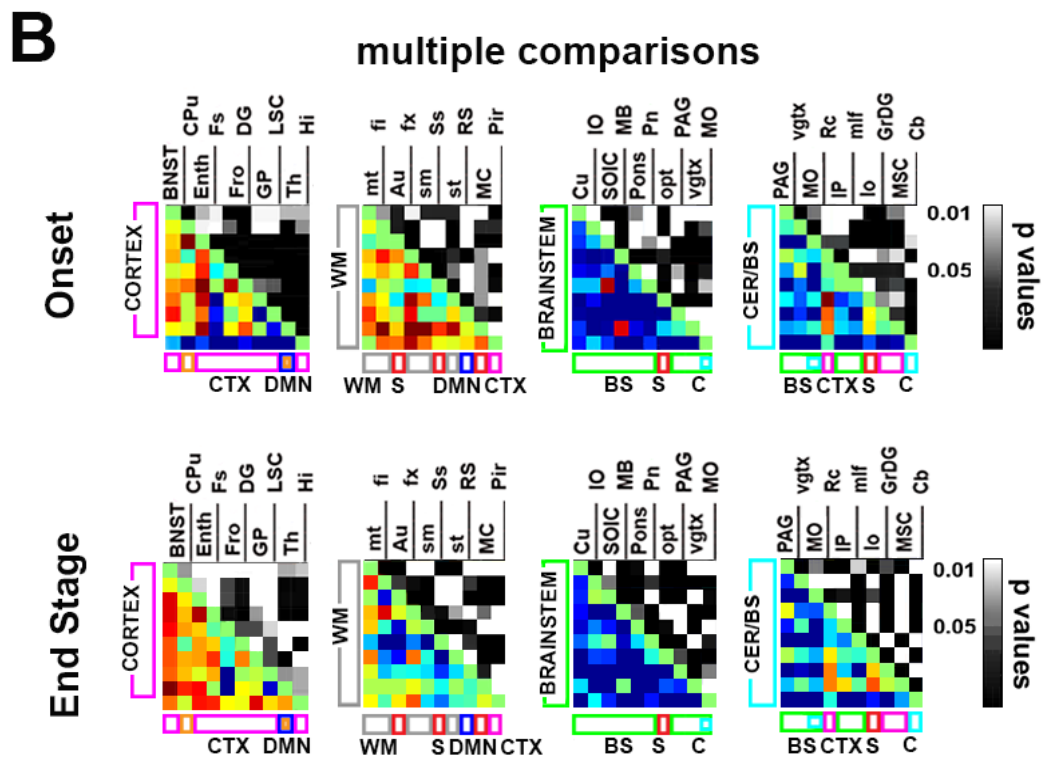 B
multiple comparisons
Onset
CPu Fs DG LSC Hi
BNST Enth Fro GP Th
CORTEX
CTX DMN
fi fx Ss RS Pir
mt Au sm st MC
WM
WM S DMN CTX
IO MB Pn PAG MO
Cu SOIC Pons opt vgtx
BRAINSTEM
BS S C
vgtx Rc mlf GrDG Cb
PAG MO IP lo MSC
CER/BS
BS CTX S C
0.01
0.05
p values
End Stage
CPu Fs DG LSC Hi
BNST Enth Fro GP Th
CORTEX
CTX DMN
fi fx Ss RS Pir
mt Au sm st MC
WM
WM S DMN CTX
IO MB Pn PAG MO
Cu SOIC Pons opt vgtx
BRAINSTEM
BS S C
vgtx Rc mlf GrDG Cb
PAG MO IP lo MSC
CER/BS
BS CTX S C
0.01
0.05
p values